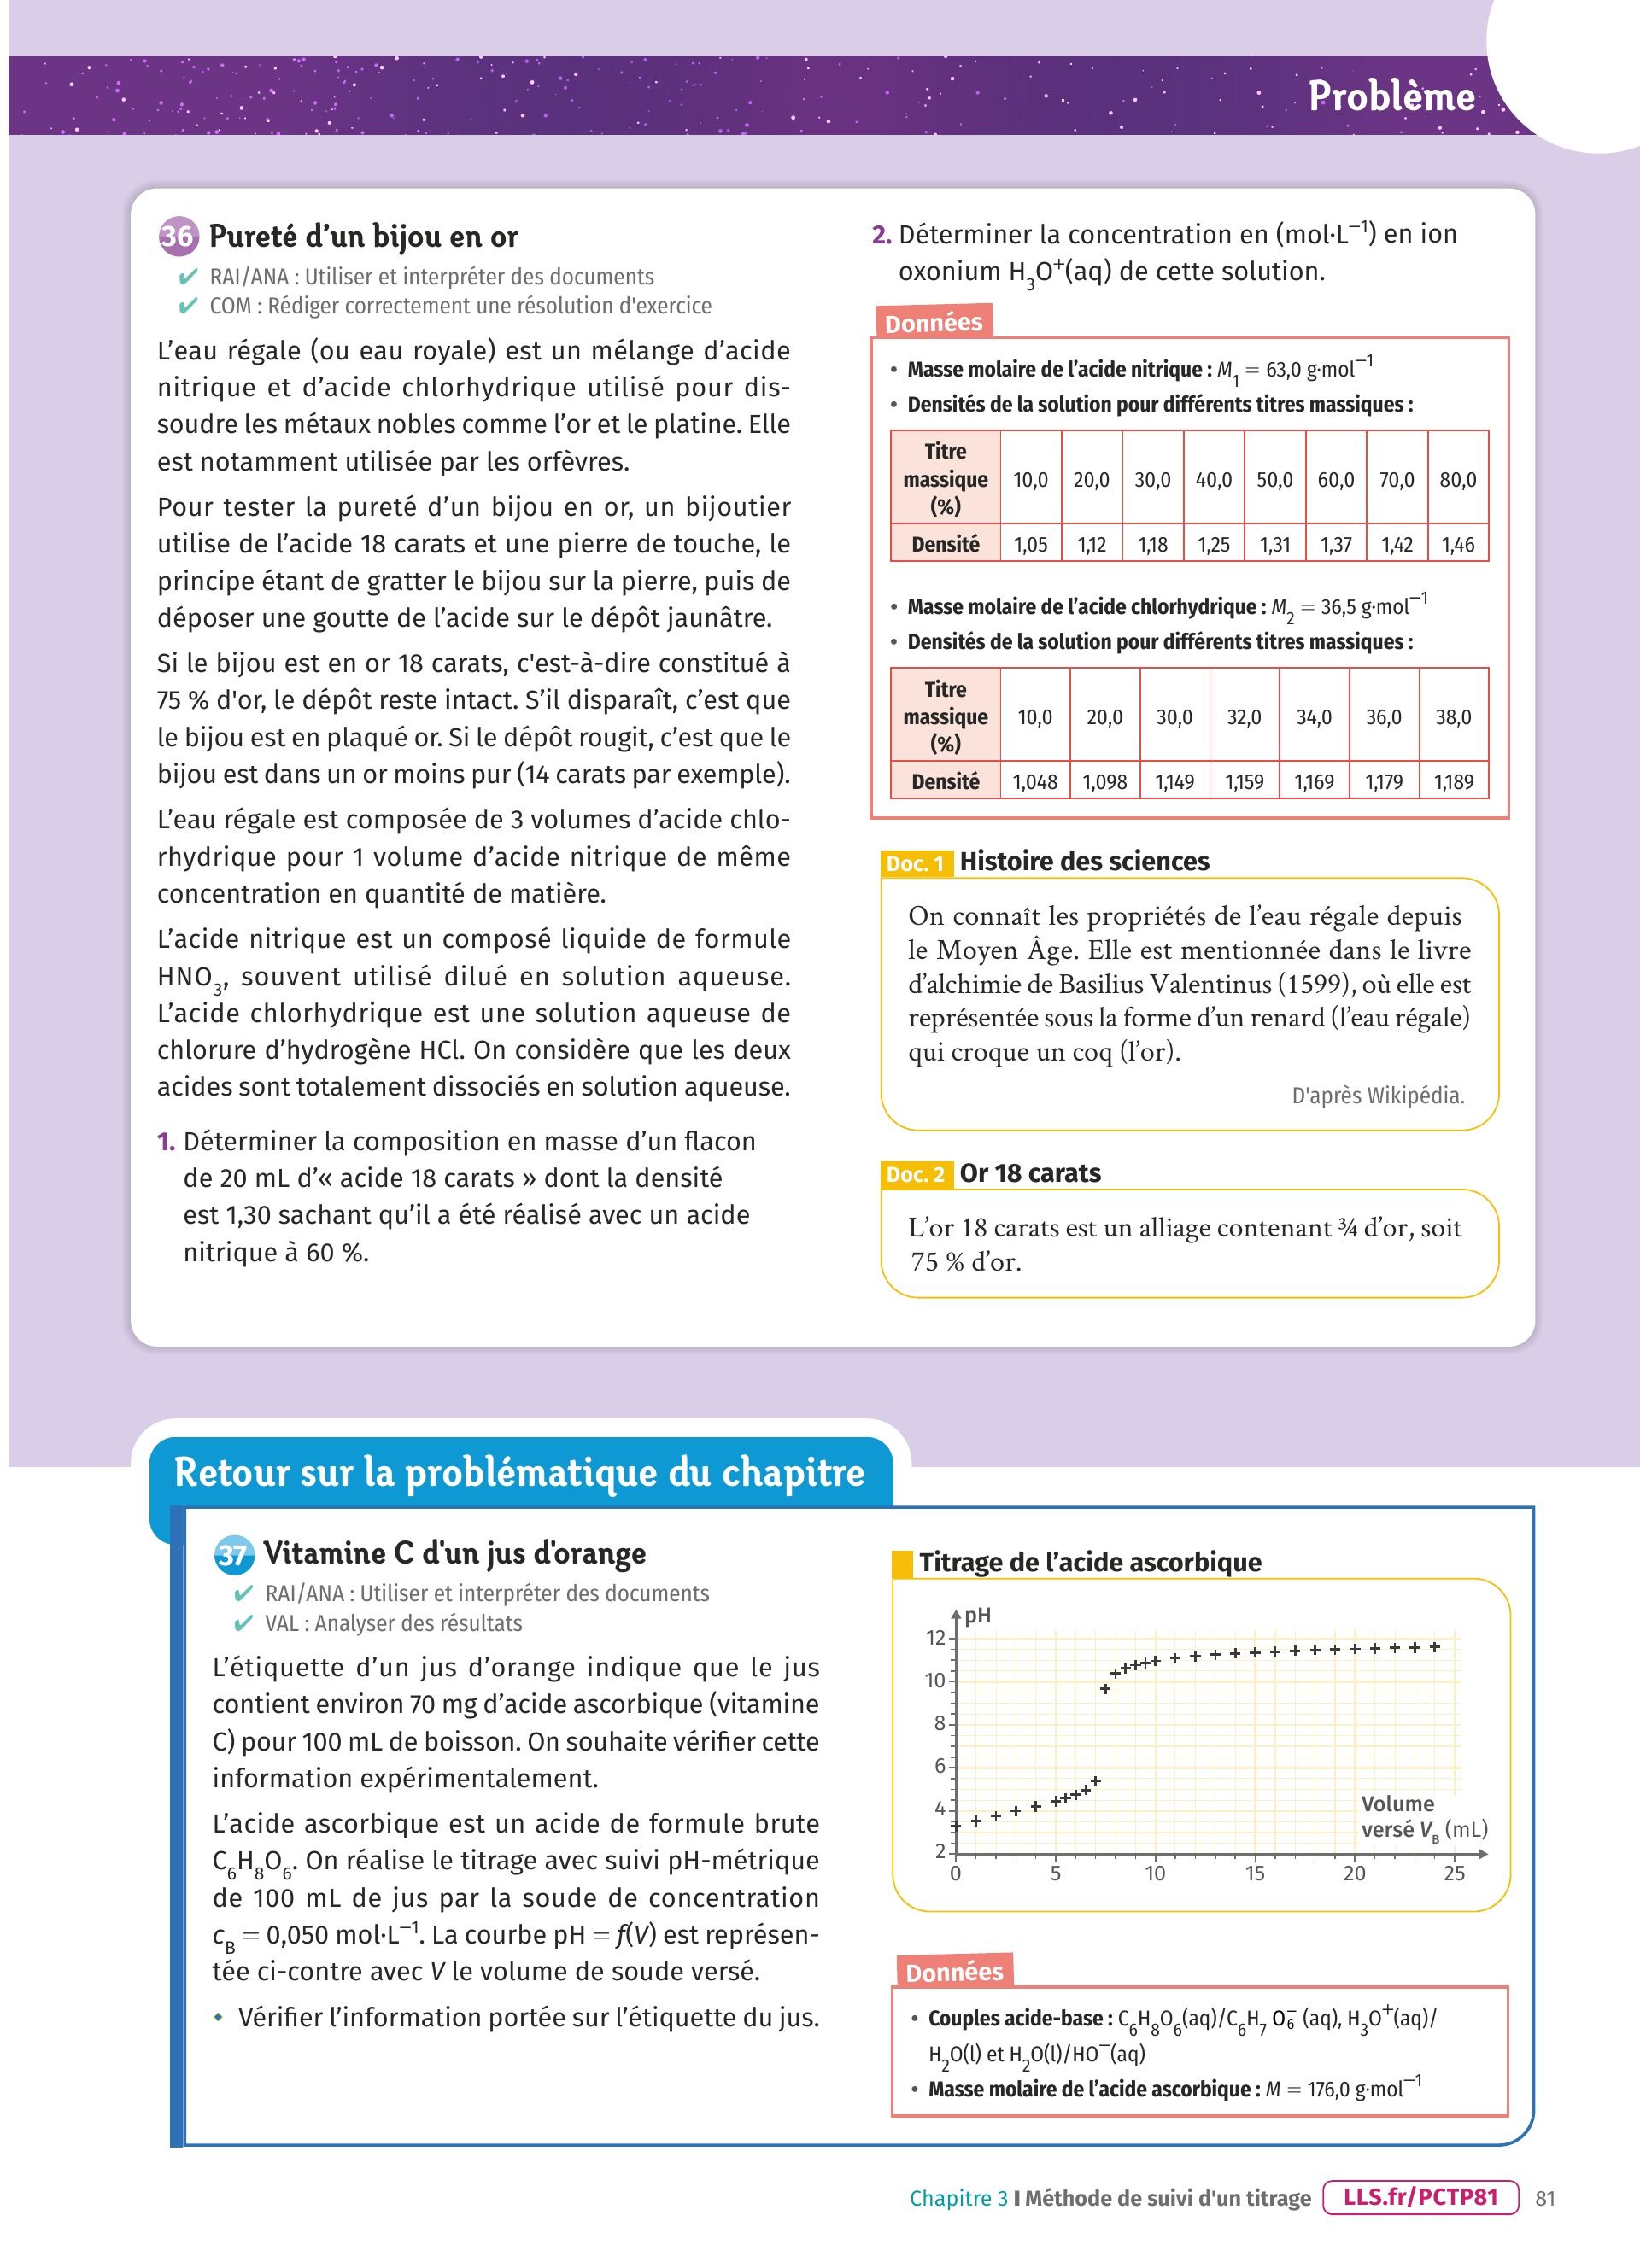 Problème
36 Pureté d’un bijou en or
✔ RAI/ANA : Utiliser et interpréter des documents
✔ COM : Rédiger correctement une résolution d'exercice
L’eau régale (ou eau royale) est un mélange d’acide
nitrique et d’acide chlorhydrique utilisé pour dis-
soudre les métaux nobles comme l’or et le platine. Elle
est notamment utilisée par les orfèvres.
Pour tester la pureté d’un bijou en or, un bijoutier
utilise de l’acide 18 carats et une pierre de touche, le
principe étant de gratter le bijou sur la pierre, puis de
déposer une goutte de l’acide sur le dépôt jaunâtre.
Si le bijou est en or 18 carats, c'est-à-dire constitué à
75 % d'or, le dépôt reste intact. S’il disparaît, c’est que
le bijou est en plaqué or. Si le dépôt rougit, c’est que le
bijou est dans un or moins pur (14 carats par exemple).
L’eau régale est composée de 3 volumes d’acide chlo-
rhydrique pour 1 volume d’acide nitrique de même
concentration en quantité de matière.
L’acide nitrique est un composé liquide de formule
HNO₃, souvent utilisé dilué en solution aqueuse.
L’acide chlorhydrique est une solution aqueuse de
chlorure d’hydrogène HCl. On considère que les deux
acides sont totalement dissociés en solution aqueuse.
1. Déterminer la composition en masse d’un flacon
de 20 mL d’« acide 18 carats » dont la densité
est 1,30 sachant qu’il a été réalisé avec un acide
nitrique à 60 %.
2. Déterminer la concentration en (mol·L⁻¹) en ion
oxonium H₃O⁺(aq) de cette solution.
Données
• Masse molaire de l’acide nitrique : M₁ = 63,0 g·mol⁻¹
• Densités de la solution pour différents titres massiques :
Titre
massique 10,0 20,0 30,0 40,0 50,0 60,0 70,0 80,0
(%)
Densité 1,05 1,12 1,18 1,25 1,31 1,37 1,42 1,46
• Masse molaire de l’acide chlorhydrique : M₂ = 36,5 g·mol⁻¹
• Densités de la solution pour différents titres massiques :
Titre
massique 10,0 20,0 30,0 32,0 34,0 36,0 38,0
(%)
Densité 1,048 1,098 1,149 1,159 1,169 1,179 1,189
Doc. 1 Histoire des sciences
On connaît les propriétés de l’eau régale depuis
le Moyen Âge. Elle est mentionnée dans le livre
d’alchimie de Basilius Valentinus (1599), où elle est
représentée sous la forme d’un renard (l’eau régale)
qui croque un coq (l’or).
D'après Wikipédia.
Doc. 2 Or 18 carats
L’or 18 carats est un alliage contenant ¾ d’or, soit
75 % d’or.
Retour sur la problématique du chapitre
37 Vitamine C d'un jus d'orange
✔ RAI/ANA : Utiliser et interpréter des documents
✔ VAL : Analyser des résultats
L’étiquette d’un jus d’orange indique que le jus
contient environ 70 mg d’acide ascorbique (vitamine
C) pour 100 mL de boisson. On souhaite vérifier cette
information expérimentalement.
L’acide ascorbique est un acide de formule brute
C₆H₈O₆. On réalise le titrage avec suivi pH-métrique
de 100 mL de jus par la soude de concentration
c_B = 0,050 mol·L⁻¹. La courbe pH = f(V) est représen-
tée ci-contre avec V le volume de soude versé.
Vérifier l’information portée sur l’étiquette du jus.
Titrage de l’acide ascorbique
pH
12
10
8
6
4
2
0 5 10 15 20 25
Volume
versé V_B (mL)
Données
• Couples acide-base : C₆H₈O₆(aq)/C₆H₇O₆⁻ (aq), H₃O⁺(aq)/
H₂O(l) et H₂O(l)/HO⁻(aq)
• Masse molaire de l’acide ascorbique : M = 176,0 g·mol⁻¹
Chapitre 3 I Méthode de suivi d'un titrage LLS.fr/PCTP81 81